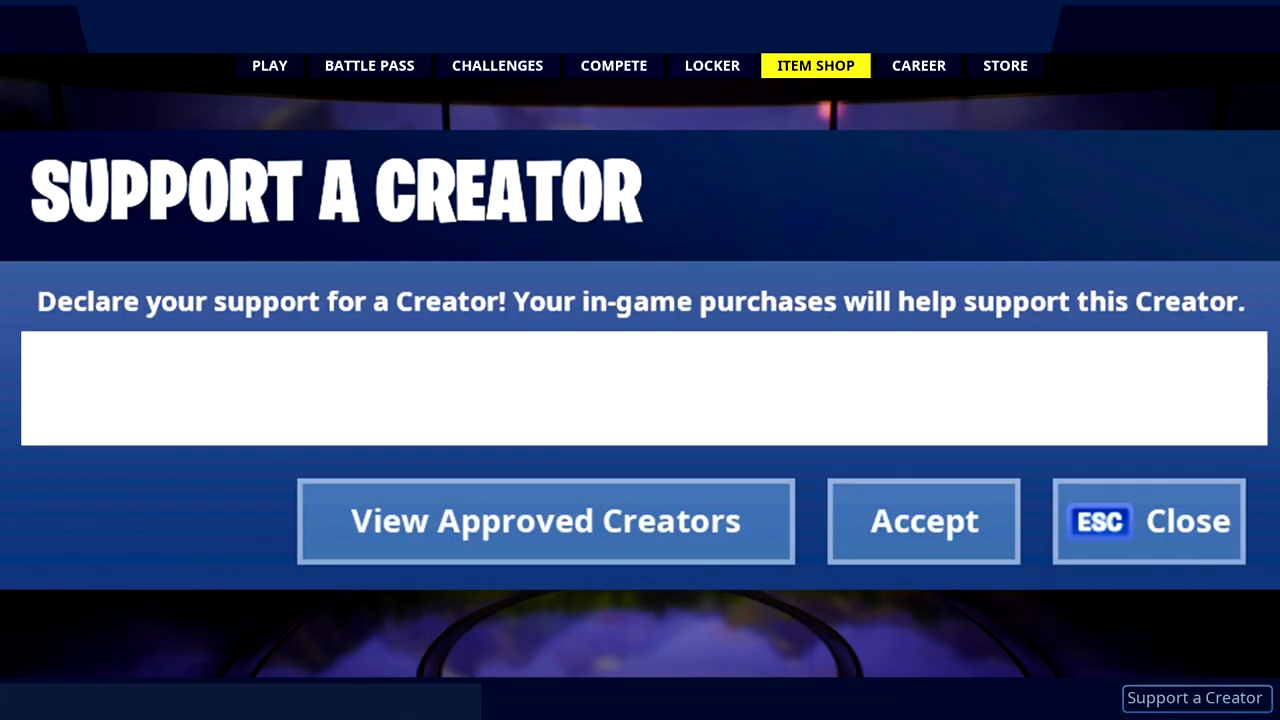 PLAY BATTLE PASS CHALLENGES COMPETE LOCKER ITEM SHOP CAREER STORE
SUPPORT A CREATOR
Declare your support for a Creator! Your in-game purchases will help support this Creator.
View Approved Creators Accept ESC Close
Support a Creator